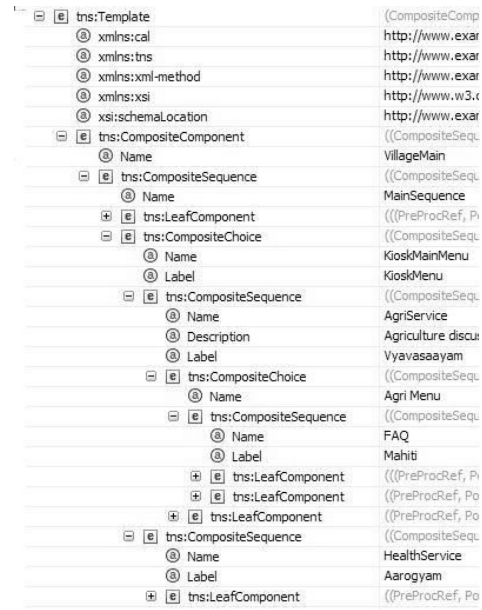 tns:Template (CompositeComp
xmlns:cal http://www.exar
xmlns:tns http://www.exar
xmlns:xml-method http://www.exar
xmlns:xsi http://www.w3.c
xsi:schemaLocation http://www.exar
tns:CompositeComponent ((CompositeSequ
Name VillageMain
tns:CompositeSequence ((CompositeSequ
Name MainSequence
tns:LeafComponent (((PreProcRef, Po
tns:CompositeChoice ((CompositeSequ
Name KioskMainMenu
Label KioskMenu
tns:CompositeSequence ((CompositeSequ
Name AgriService
Description Agriculture discus
Label Vyavasaayam
tns:CompositeChoice ((CompositeSequ
Name Agri Menu
tns:CompositeSequence ((CompositeSequ
Name FAQ
Label Mahiti
tns:LeafComponent (((PreProcRef, Po
tns:LeafComponent ((PreProcRef, Po
tns:LeafComponent ((PreProcRef, Po
tns:CompositeSequence ((CompositeSequ
Name HealthService
Label Aarogyam
tns:LeafComponent ((PreProcRef, Po